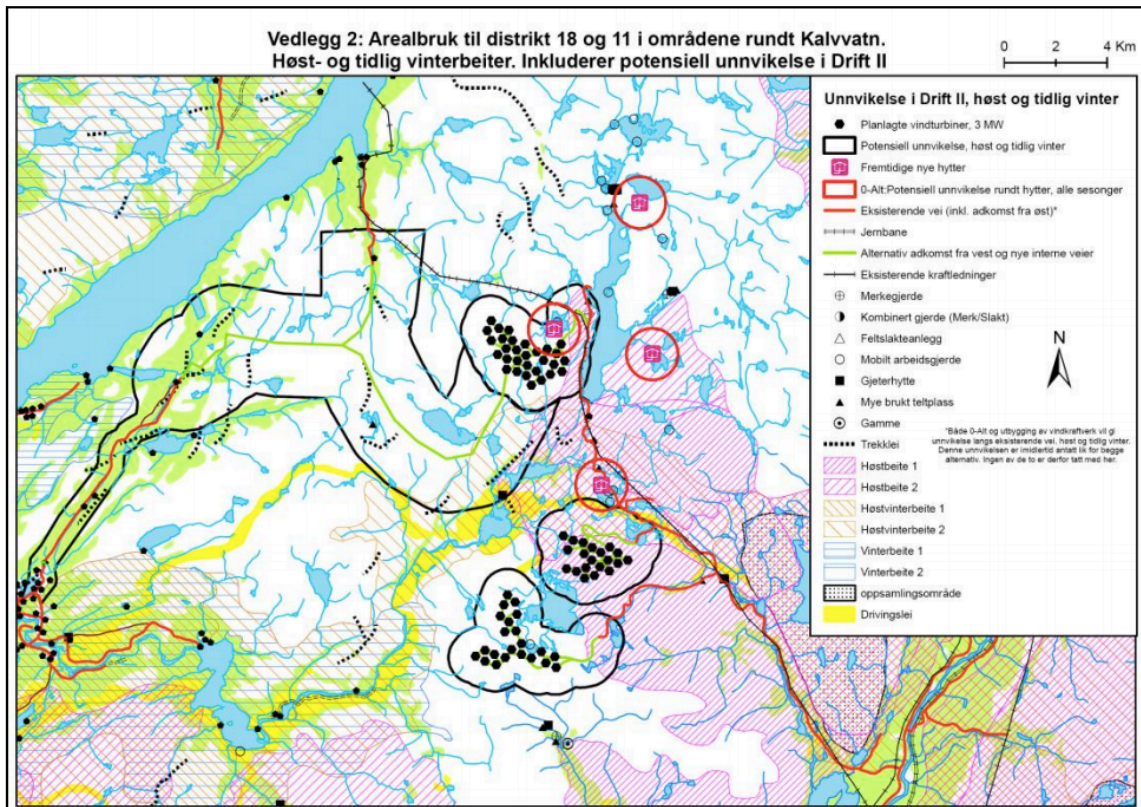 Vedlegg 2: Arealbruk til distrikt 18 og 11 i områdene rundt Kalvvatn.
Høst- og tidlig vinterbeiter. Inkluderer potensiell unnvikelse i Drift II
0 2 4 Km
Unnvikelse i Drift II, høst og tidlig vinter
Planlagte vindturbiner, 3 MW
Potensiell unnvikelse, høst og tidlig vinter
Fremtidige nye hytter
0-Alt:Potensiell unnvikelse rundt hytter, alle sesonger
Eksisterende vei (inkl. adkomst fra øst)*
Jernbane
Alternativ adkomst fra vest og nye interne veier
Eksisterende kraftledninger
Merkegjerde
Kombinert gjerde (Merk/Slakt)
Feltslakteanlegg
Mobilt arbeidsgjerde
Gjeterhytte
Mye brukt teltplass
Gamme
Trekklei
Høstbeite 1
Høstbeite 2
Høstvinterbeite 1
Høstvinterbeite 2
Vinterbeite 1
Vinterbeite 2
oppsamlingsområde
Drivingslei
N
*Både 0-Alt og utbygging av vindkraftverk vil gi
unnvikelse langs eksisterende vei, høst og tidlig vinter.
Denne unnvikelsen er imidlertid antatt lik for begge
alternativ. Ingen av de to er derfor tatt med her.